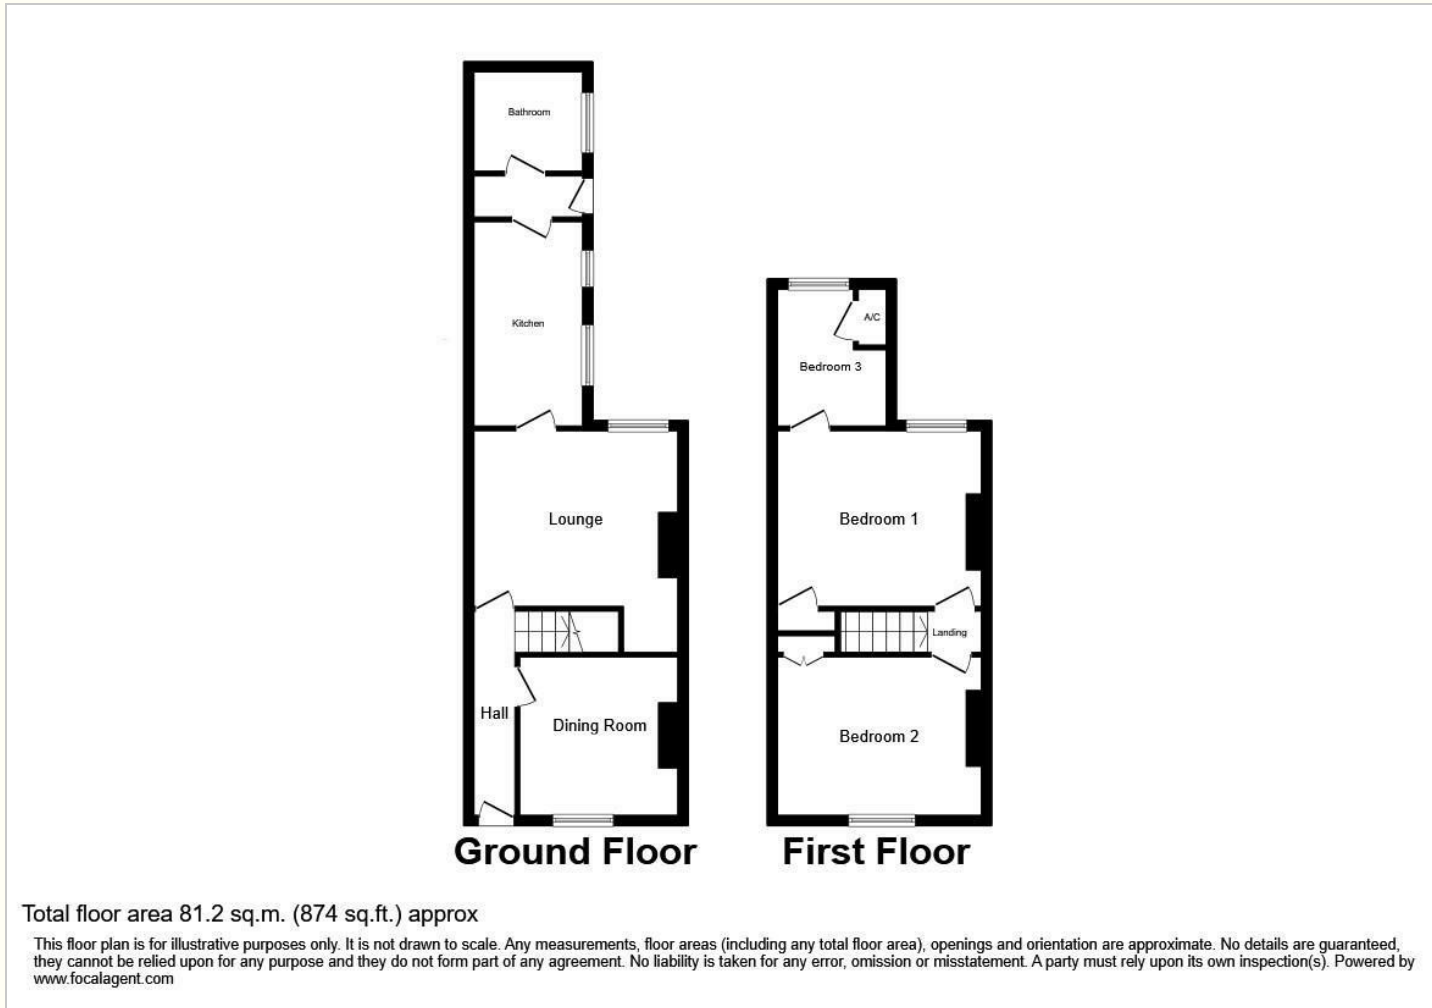 Bathroom
Kitchen
A/C
Bedroom 3
Lounge
Bedroom 1
Landing
Hall
Dining Room
Bedroom 2
Ground Floor
First Floor
Total floor area 81.2 sq.m. (874 sq.ft.) approx
This floor plan is for illustrative purposes only. It is not drawn to scale. Any measurements, floor areas (including any total floor area), openings and orientation are approximate. No details are guaranteed,
they cannot be relied upon for any purpose and they do not form part of any agreement. No liability is taken for any error, omission or misstatement. A party must rely upon its own inspection(s). Powered by
www.focalagent.com